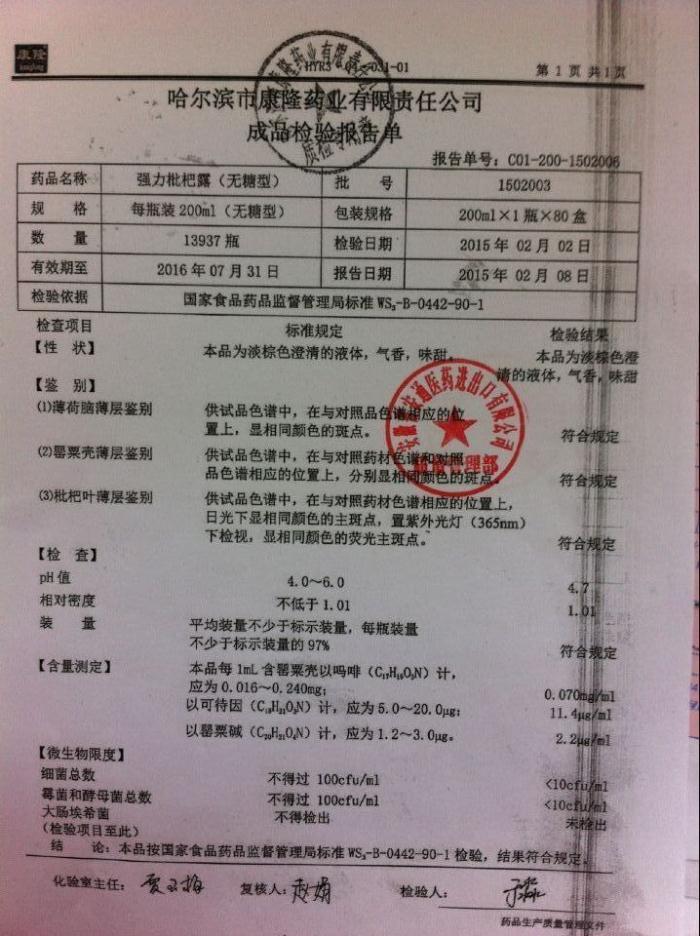 康隆
HYRS
031-01
第 1 页 共 1 页
哈尔滨市康隆药业有限责任公司
成品检验报告单
报告单号：C01-200-1502006
药品名称 强力枇杷露（无糖型） 批 号 1502003
规 格 每瓶装 200ml（无糖型） 包装规格 200ml×1 瓶×80 盒
数 量 13937 瓶 检验日期 2015 年 02 月 02 日
有效期至 2016 年 07 月 31 日 报告日期 2015 年 02 月 08 日
检验依据 国家食品药品监督管理局标准 WS₃-B-0442-90-1
检查项目 标准规定 检验结果
【性 状】 本品为淡棕色澄清的液体，气香，味甜。 本品为淡棕色澄
清的液体，气香，味甜
【鉴 别】
(1)薄荷脑薄层鉴别 供试品色谱中，在与对照品色谱相应的位
置上，显相同颜色的斑点。 符合规定
(2)罂粟壳薄层鉴别 供试品色谱中，在与对照药材色谱和对照
品色谱相应的位置上，分别显相同颜色的斑点。 符合规定
(3)枇杷叶薄层鉴别 供试品色谱中，在与对照药材色谱相应的位置上，
日光下显相同颜色的主斑点，置紫外光灯（365nm）
下检视，显相同颜色的荧光主斑点。 符合规定
【检 查】
pH 值 4.0～6.0 4.7
相对密度 不低于 1.01 1.01
装 量 平均装量不少于标示装量，每瓶装量
不少于标示装量的 97% 符合规定
【含量测定】 本品每 1mL 含罂粟壳以吗啡（C₁₇H₁₉O₃N）计，
应为 0.016～0.240mg； 0.070mg/ml
以可待因（C₁₈H₂₁O₃N）计，应为 5.0～20.0μg； 11.4μg/ml
以罂粟碱（C₂₀H₂₁O₄N）计，应为 1.2～3.0μg。 2.2μg/ml
【微生物限度】
细菌总数 不得过 100cfu/ml <10cfu/ml
霉菌和酵母菌总数 不得过 100cfu/ml <10cfu/ml
大肠埃希菌 不得检出 未检出
(检验项目至此)
结 论：本品按国家食品药品监督管理局标准 WS₃-B-0442-90-1 检验，结果符合规定。
化验室主任： 复核人： 检验人：
药品生产质量管理文件